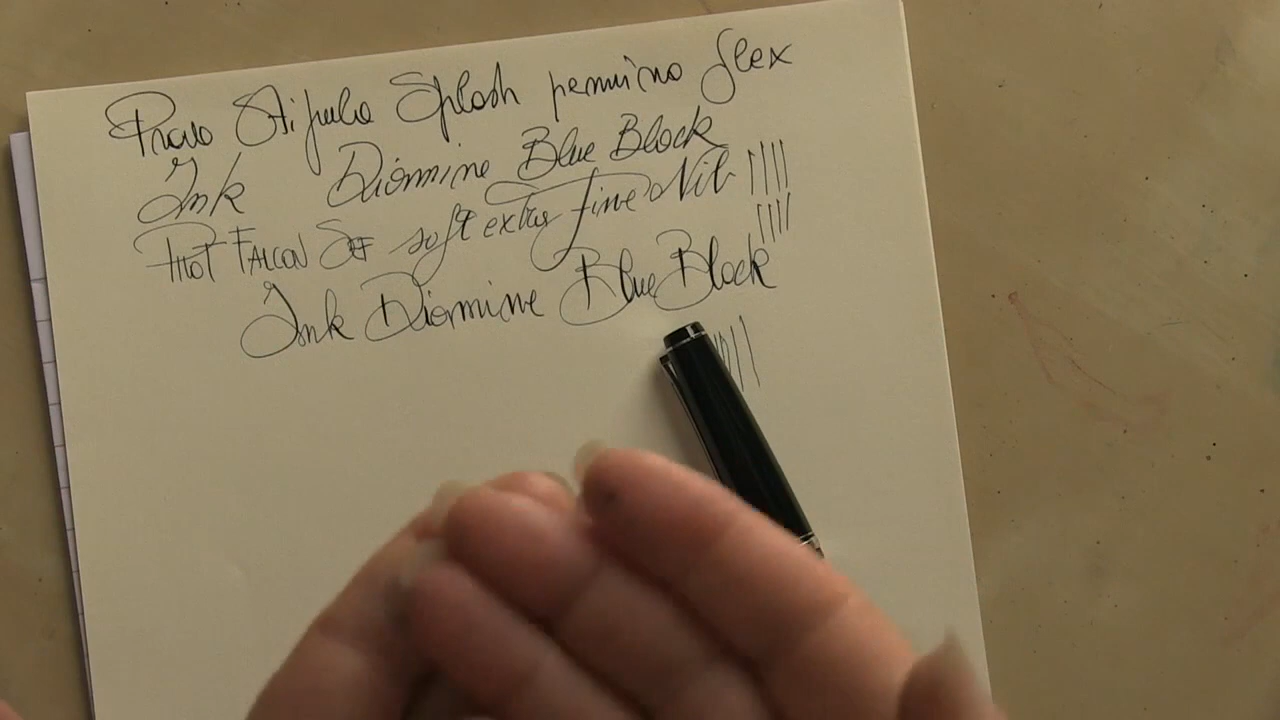 Prova Stipula Splash pennino flex
Ink Diamine Blue Black
PILOT FALCON SEF soft extra fine Nib
Ink Diamine Blue Black